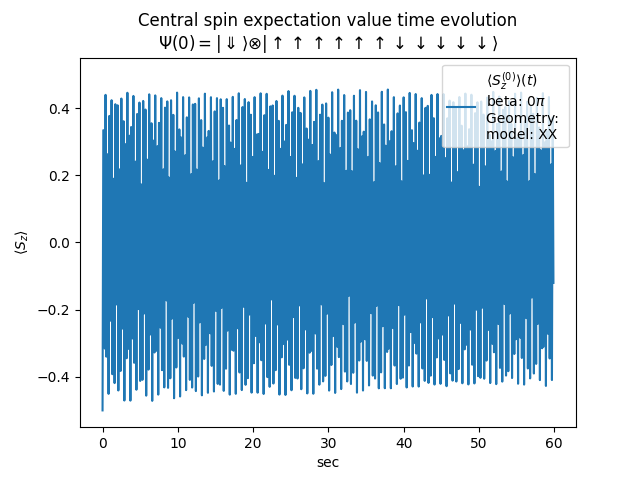 Central spin expectation value time evolution
Ψ(0) = | ⇓ ⟩⊗| ↑ ↑ ↑ ↑ ↑ ↑ ↓ ↓ ↓ ↓ ↓ ⟩
⟨S_z^(0)⟩(t)
beta: 0π
Geometry:
model: XX
0.4
0.2
0.0
−0.2
−0.4
⟨S_z⟩
0 10 20 30 40 50 60
sec